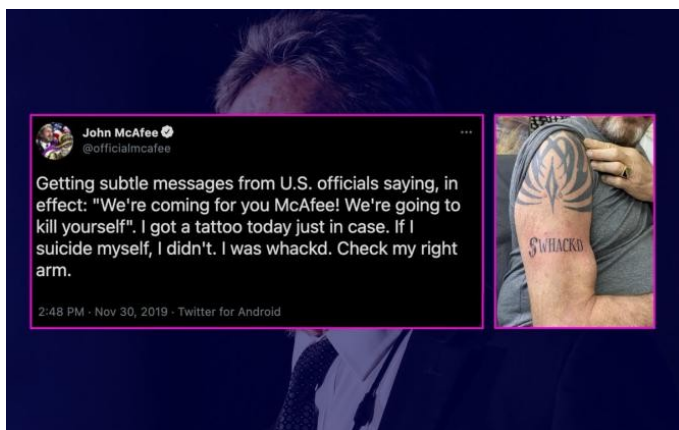 John McAfee
@officialmcafee
Getting subtle messages from U.S. officials saying, in
effect: "We're coming for you McAfee! We're going to
kill yourself". I got a tattoo today just in case. If I
suicide myself, I didn't. I was whackd. Check my right
arm.
2:48 PM · Nov 30, 2019 · Twitter for Android
$WHACKD